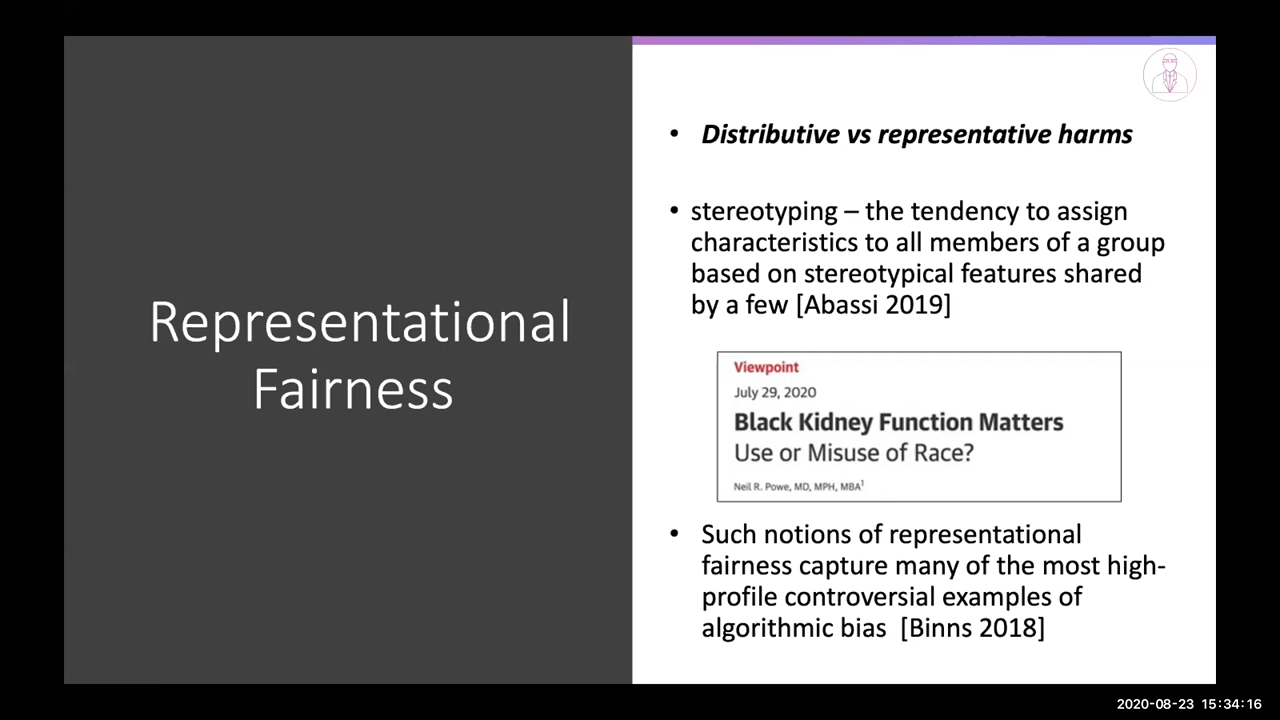 Representational
Fairness
• Distributive vs representative harms
• stereotyping – the tendency to assign
characteristics to all members of a group
based on stereotypical features shared
by a few [Abassi 2019]
Viewpoint
July 29, 2020
Black Kidney Function Matters
Use or Misuse of Race?
Neil R. Powe, MD, MPH, MBA¹
• Such notions of representational
fairness capture many of the most high-
profile controversial examples of
algorithmic bias [Binns 2018]
2020-08-23 15:34:16